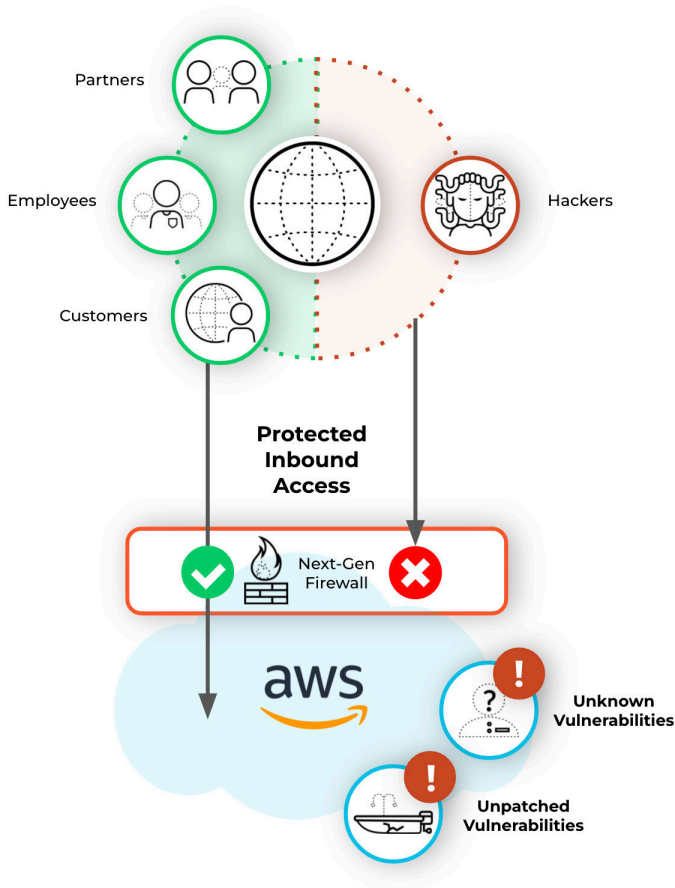 Partners
Employees
Hackers
Customers
Protected
Inbound
Access
Next-Gen
Firewall
aws
?
!
Unknown
Vulnerabilities
!
Unpatched
Vulnerabilities